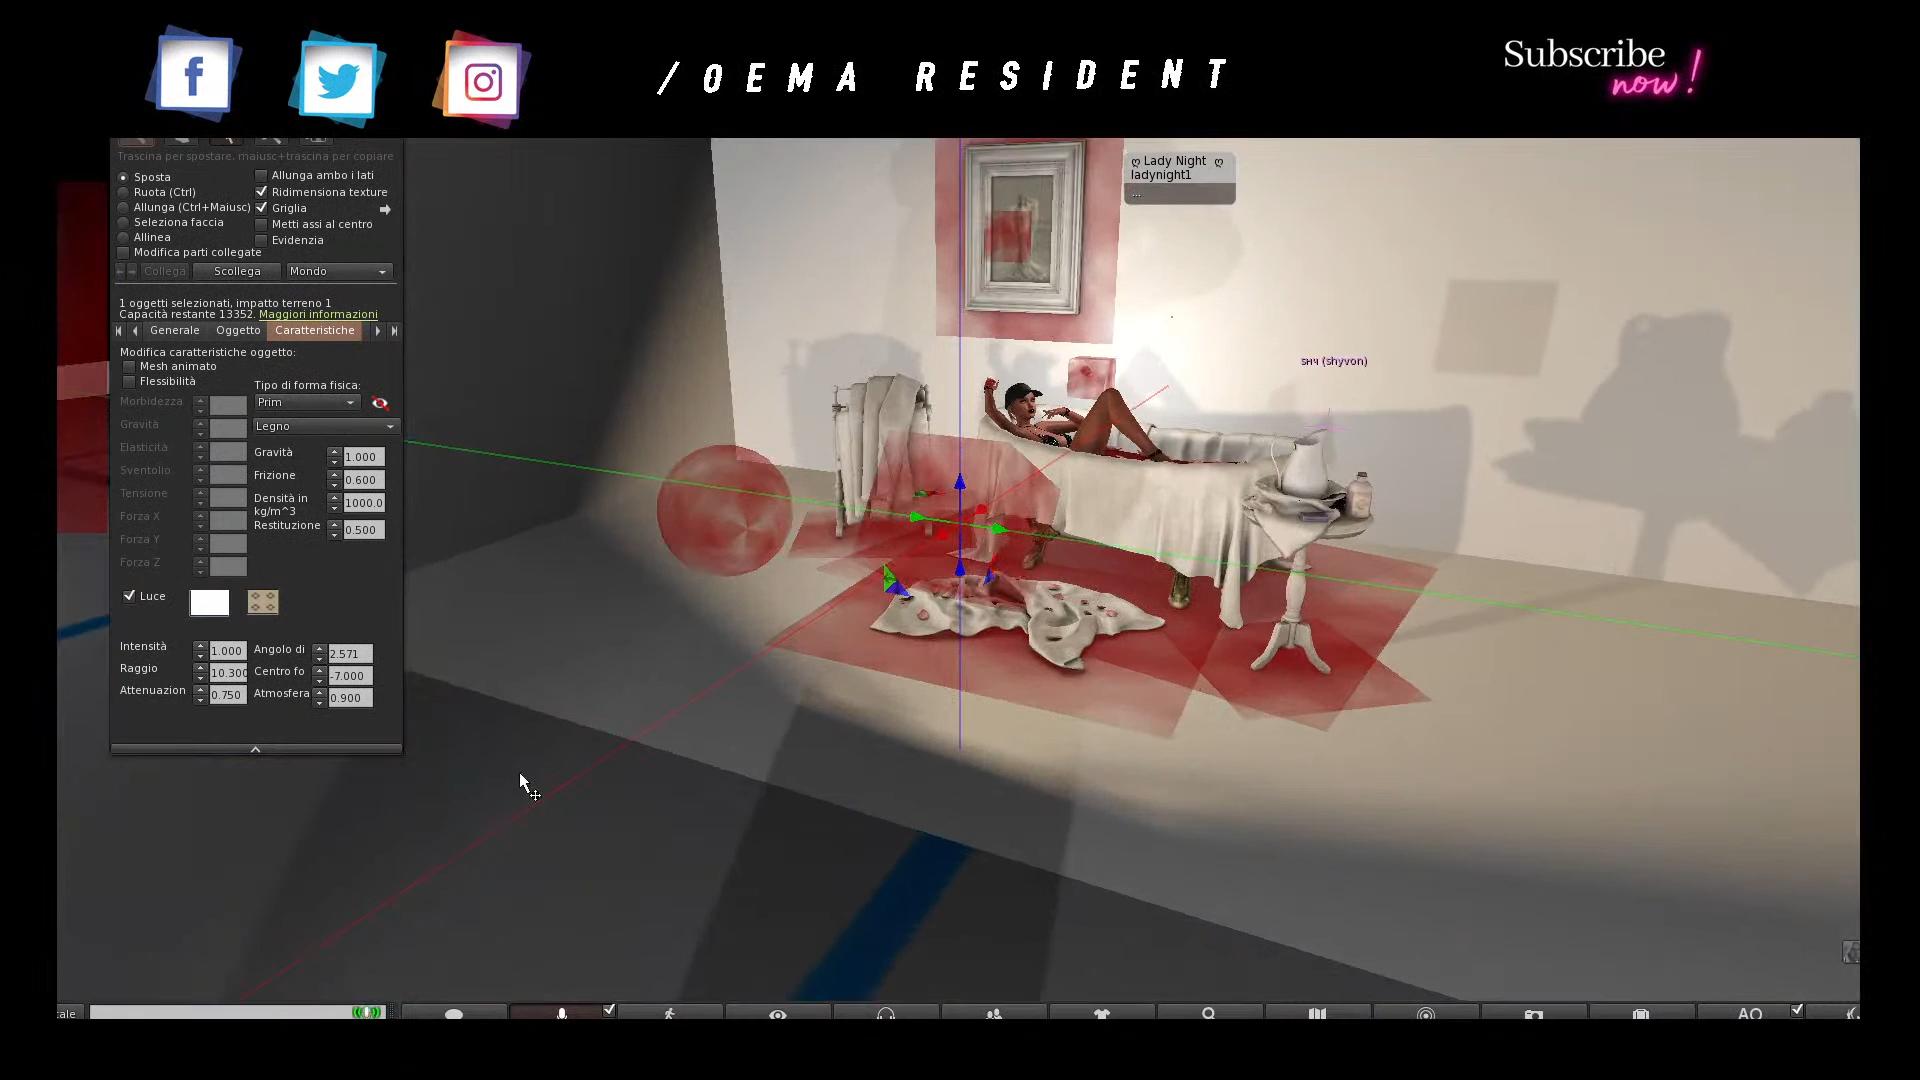 /OEMA RESIDENT
Subscribe
now!
Trascina per spostare, maiusc+trascina per copiare
Sposta
Allunga ambo i lati
Ruota (Ctrl)
Ridimensiona texture
Allunga (Ctrl+Maiusc)
Griglia
Seleziona faccia
Metti assi al centro
Allinea
Evidenzia
Modifica parti collegate
Collega
Scollega
Mondo
1 oggetti selezionati, impatto terreno 1
Capacità restante 13352. Maggiori informazioni
Generale
Oggetto
Caratteristiche
Modifica caratteristiche oggetto:
Mesh animato
Flessibilità
Tipo di forma fisica:
Morbidezza
Prim
Gravità
Legno
Elasticità
Gravità
1.000
Sventolio
Frizione
0.600
Tensione
Densità in
kg/m^3
1000.0
Forza X
Restituzione
0.500
Forza Y
Forza Z
Luce
Intensità
1.000
Angolo di
2.571
Raggio
10.300
Centro fo
-7.000
Attenuazion
0.750
Atmosfera
0.900
ღ Lady Night ღ
ladynight1
...
sнч (shyvon)
cale
AO